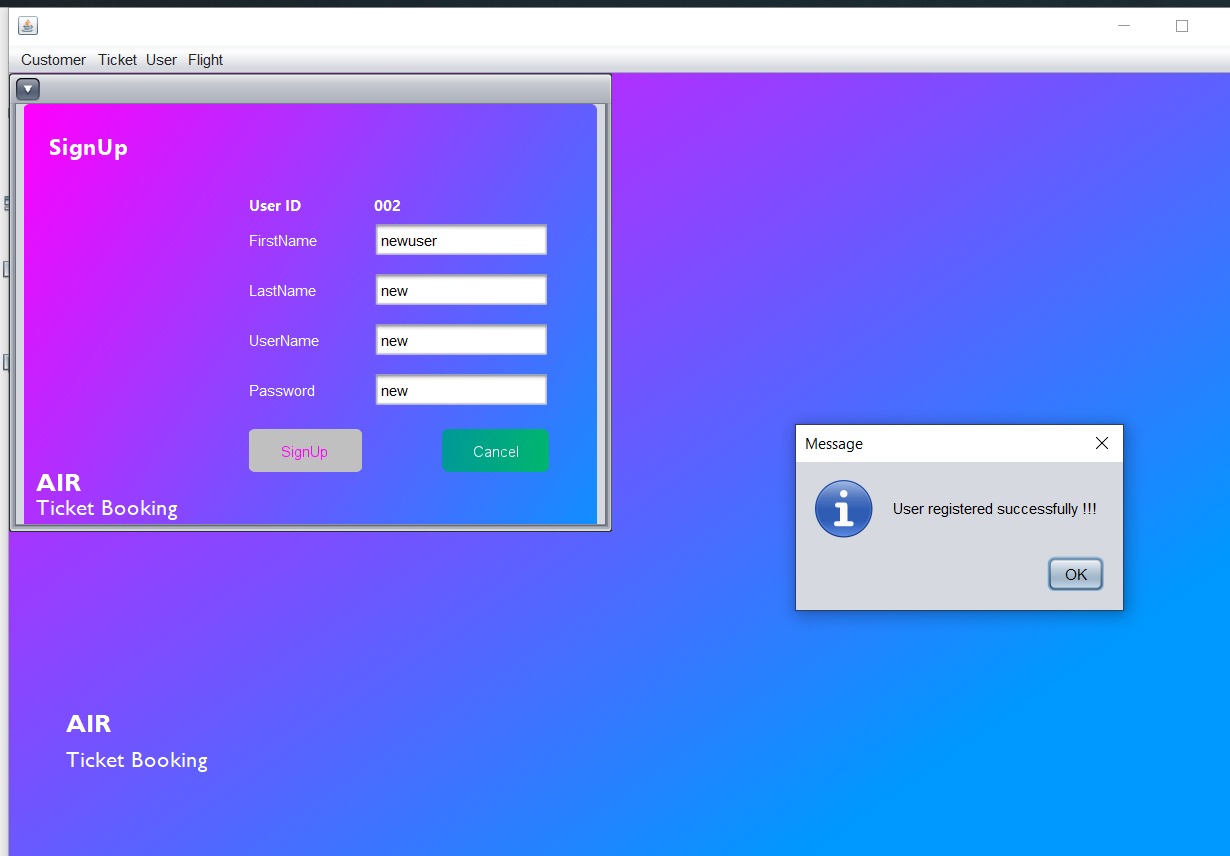 Customer Ticket User Flight
SignUp
User ID 002
FirstName newuser
LastName new
UserName new
Password new
SignUp Cancel
AIR
Ticket Booking
Message
User registered successfully !!!
OK
AIR
Ticket Booking